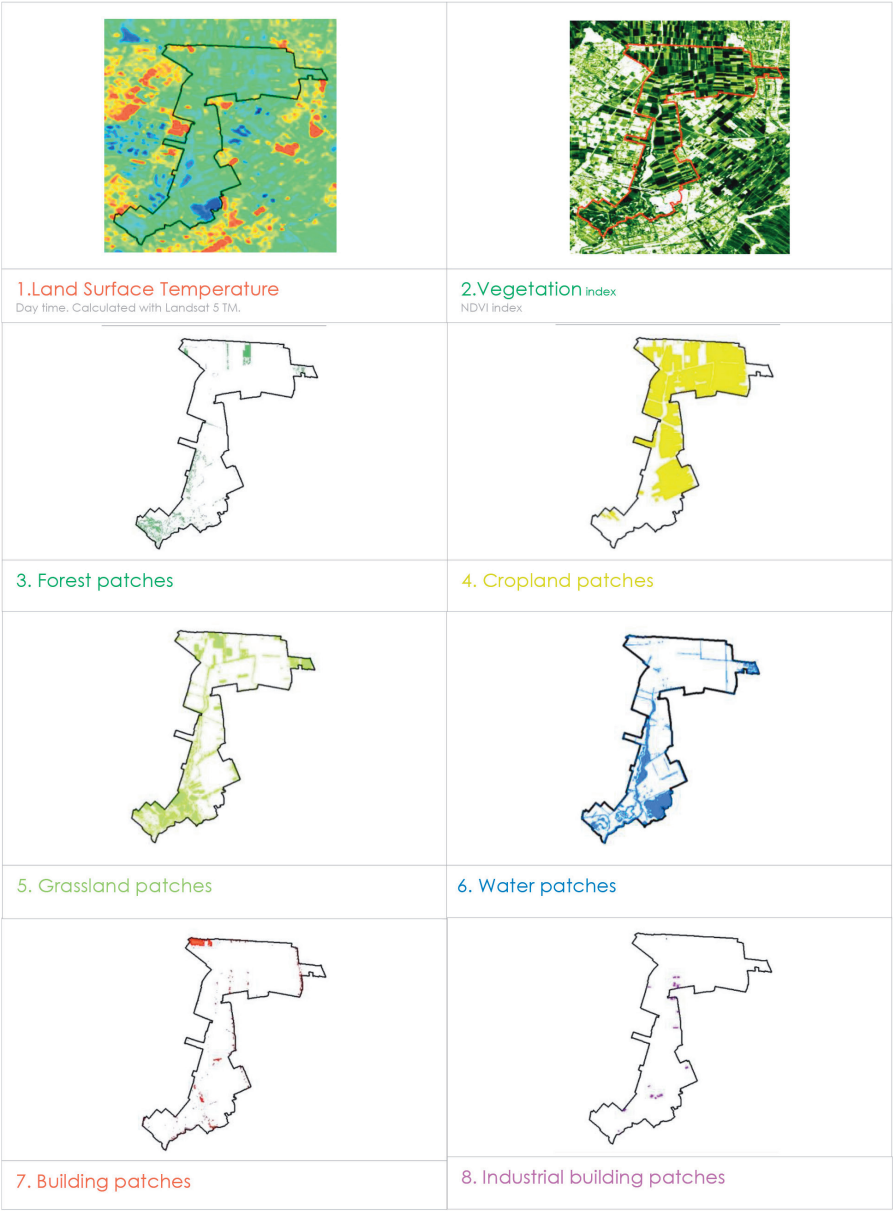 1.Land Surface Temperature
Day time. Calculated with Landsat 5 TM.
2.Vegetation index
NDVI index
3. Forest patches
4. Cropland patches
5. Grassland patches
6. Water patches
7. Building patches
8. Industrial building patches